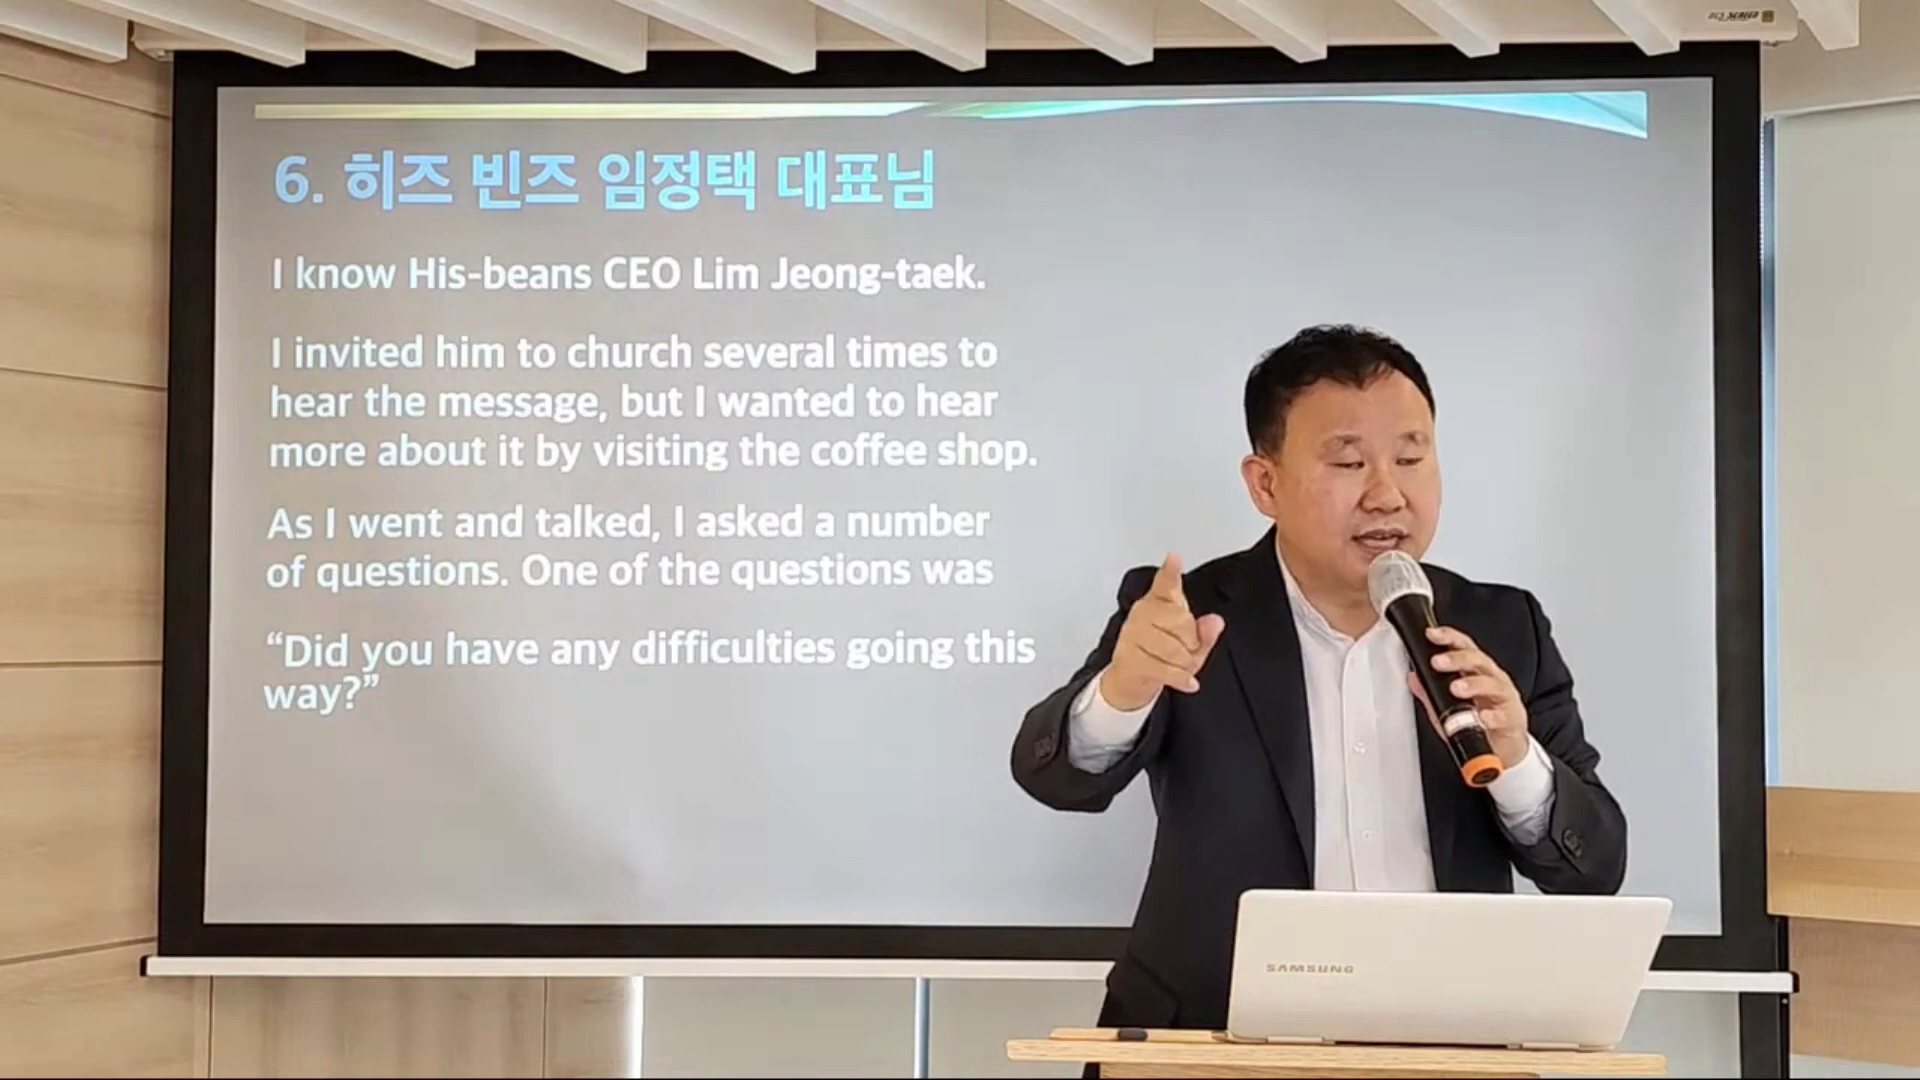 6. 히즈 빈즈 임정택 대표님
I know His-beans CEO Lim Jeong-taek.
I invited him to church several times to
hear the message, but I wanted to hear
more about it by visiting the coffee shop.
As I went and talked, I asked a number
of questions. One of the questions was
“Did you have any difficulties going this
way?”
SAMSUNG